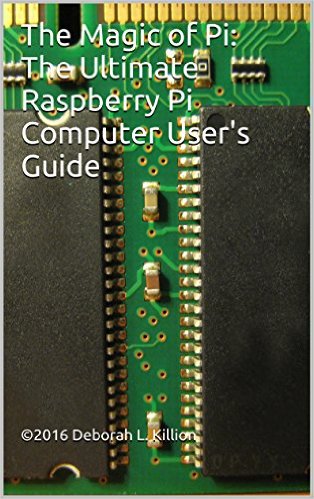 The Magic of Pi:
The Ultimate
Raspberry Pi
Computer User's
Guide
©2016 Deborah L. Killion